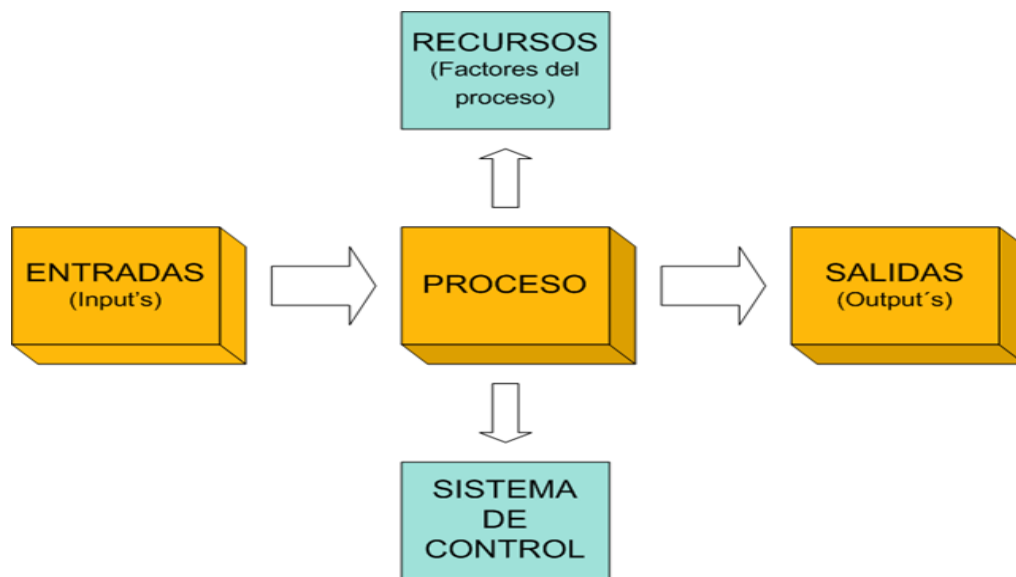 RECURSOS
(Factores del
proceso)
ENTRADAS
(Input's)
PROCESO
SALIDAS
(Output´s)
SISTEMA
DE
CONTROL